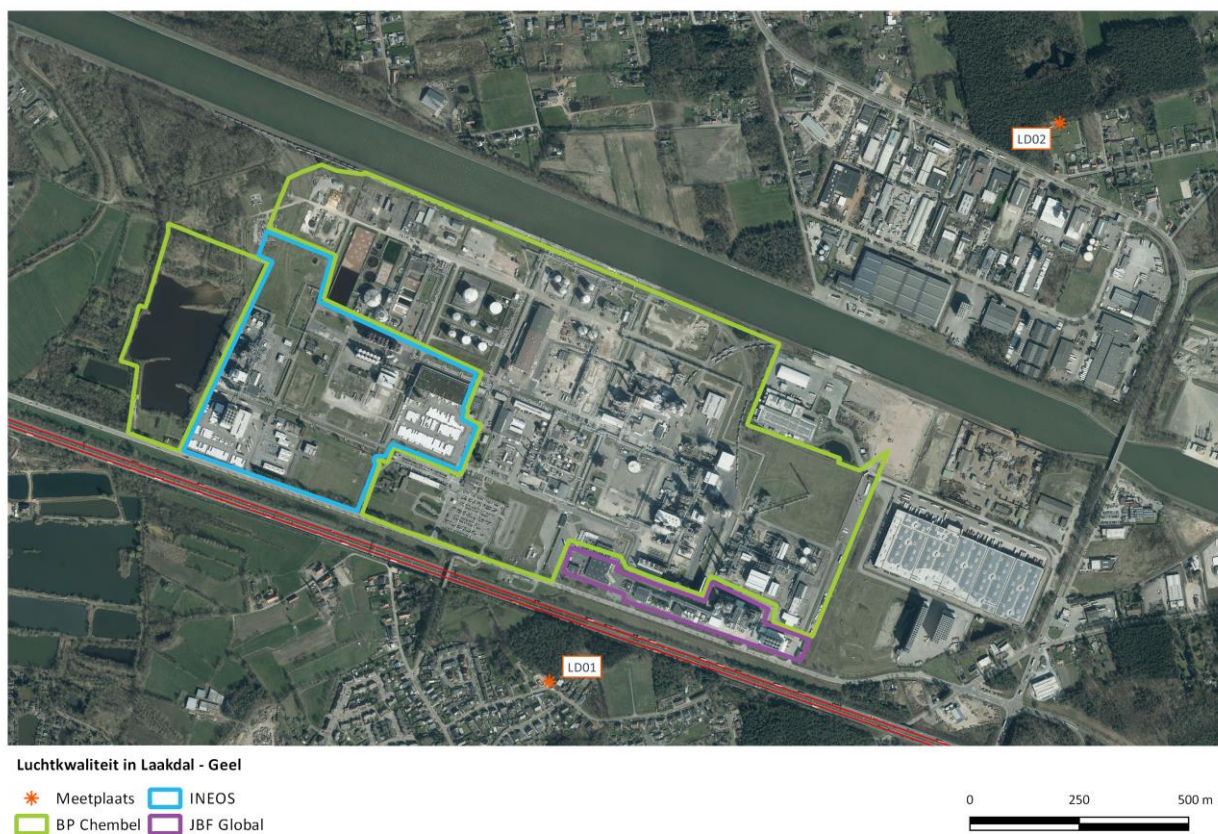 LD02
LD01
Luchtkwaliteit in Laakdal - Geel
Meetplaats
INEOS
BP Chembel
JBF Global
0
250
500 m